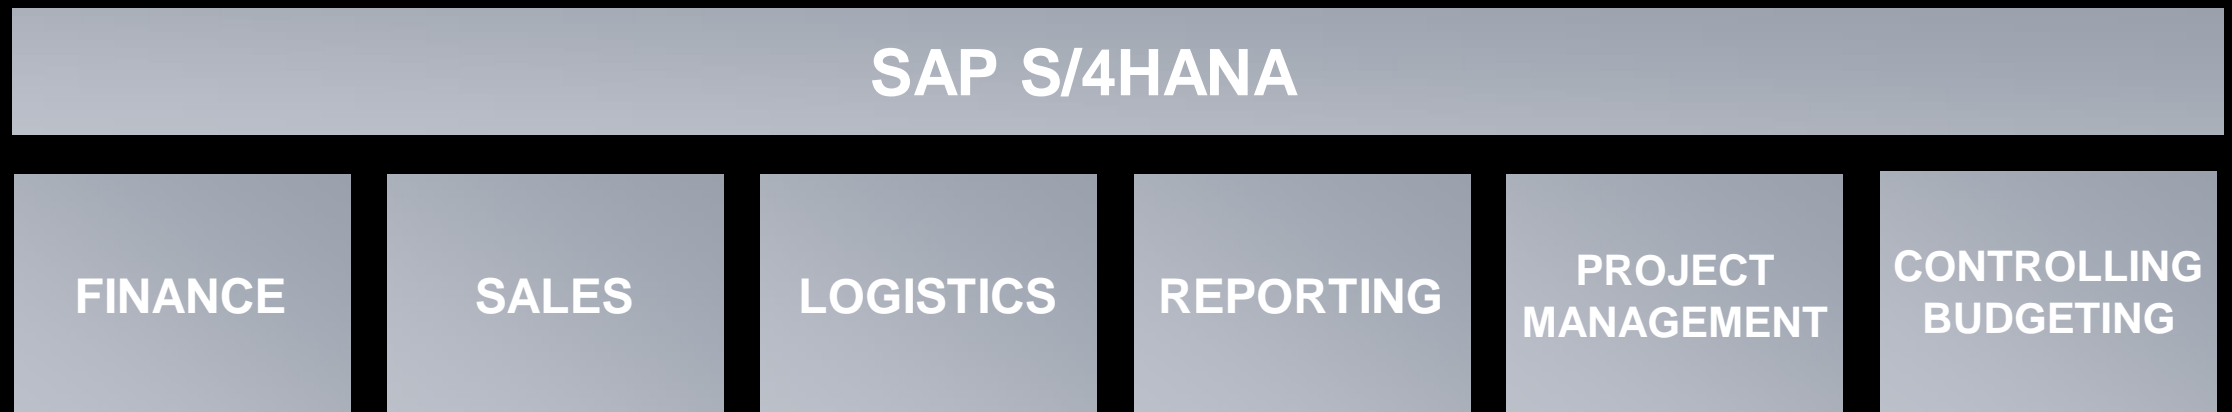 SAP S/4HANA
FINANCE
SALES
LOGISTICS
REPORTING
PROJECT
MANAGEMENT
CONTROLLING
BUDGETING